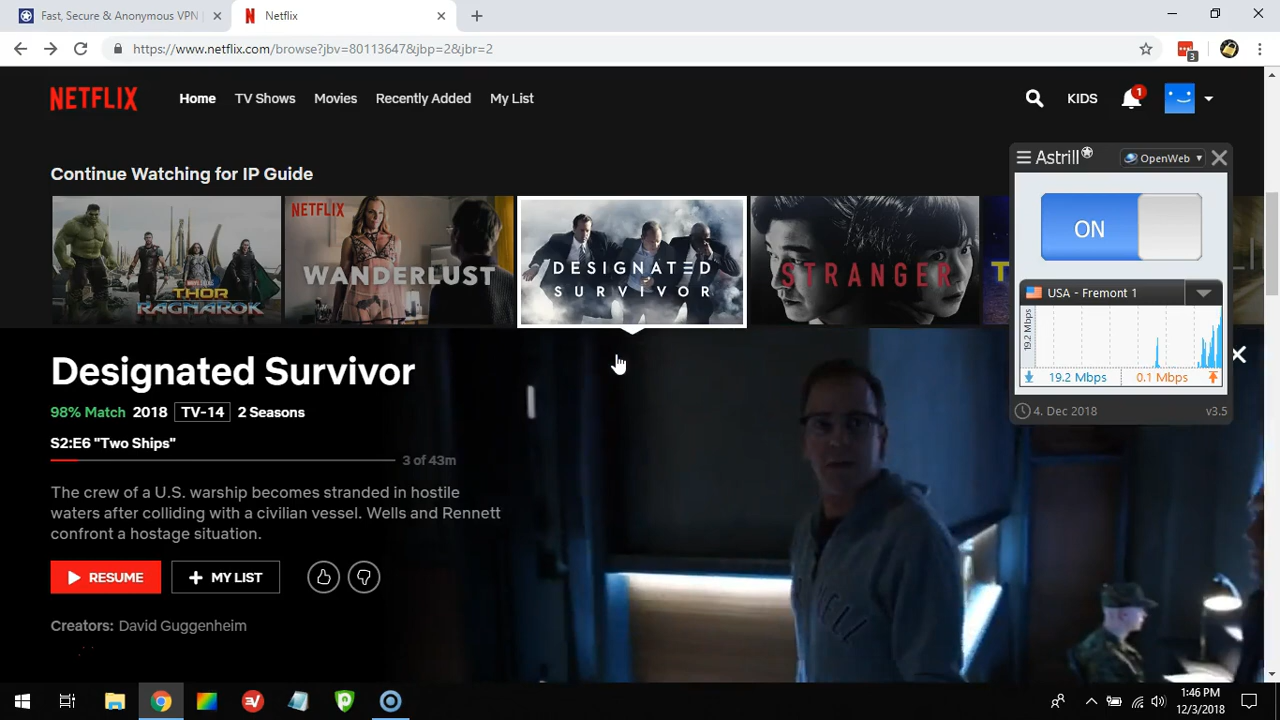 Fast, Secure & Anonymous VPN |
Netflix
https://www.netflix.com/browse?jbv=80113647&jbp=2&jbr=2
3
NETFLIX
Home
TV Shows
Movies
Recently Added
My List
KIDS
1
Astrill
OpenWeb
ON
USA - Fremont 1
19.2 Mbps
19.2 Mbps
0.1 Mbps
4. Dec 2018
v3.5
Continue Watching for IP Guide
MARVEL STUDIOS
THOR
RAGNAROK
NETFLIX
WANDERLUST
DESIGNATED
SURVIVOR
STRANGER
T
Designated Survivor
98% Match 2018 TV-14 2 Seasons
S2:E6 "Two Ships"
3 of 43m
The crew of a U.S. warship becomes stranded in hostile
waters after colliding with a civilian vessel. Wells and Rennett
confront a hostage situation.
RESUME
MY LIST
Creators: David Guggenheim
1:46 PM
12/3/2018